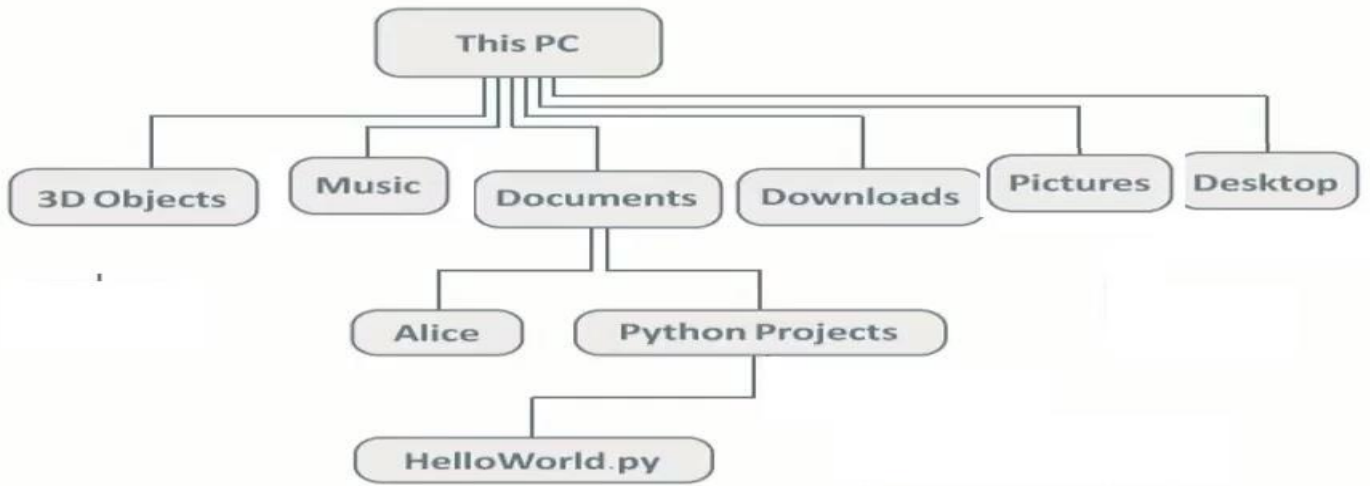 This PC
3D Objects
Music
Documents
Downloads
Pictures
Desktop
Alice
Python Projects
HelloWorld.py